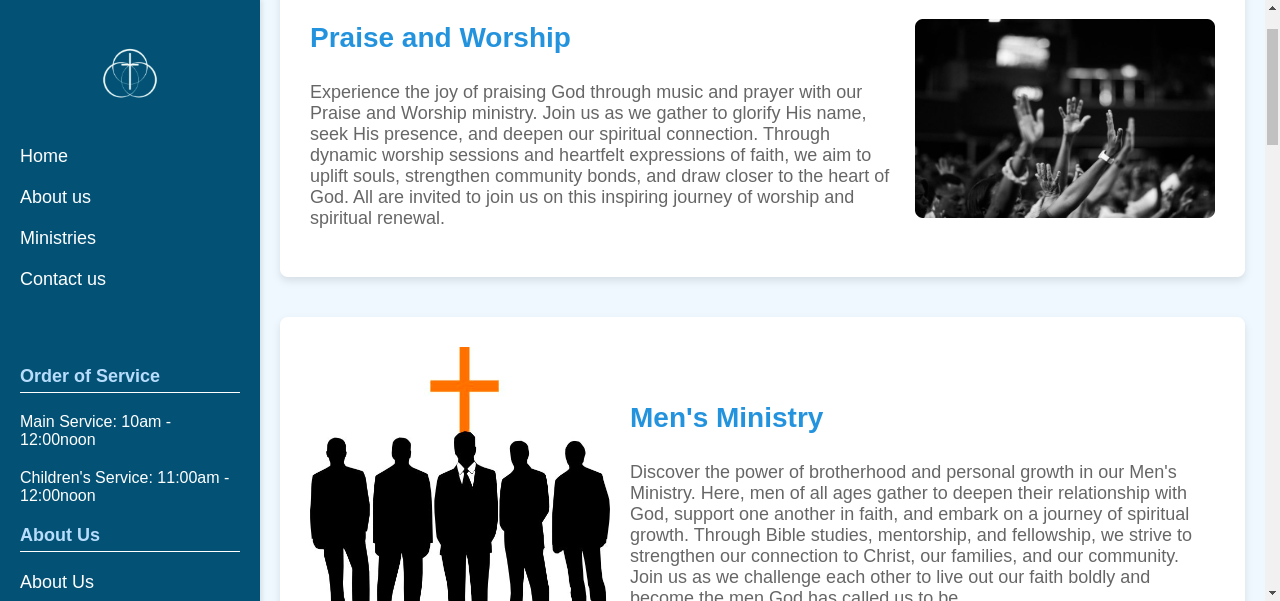 Home
About us
Ministries
Contact us
Order of Service
Main Service: 10am -
12:00noon
Children's Service: 11:00am -
12:00noon
About Us
About Us
Praise and Worship
Experience the joy of praising God through music and prayer with our
Praise and Worship ministry. Join us as we gather to glorify His name,
seek His presence, and deepen our spiritual connection. Through
dynamic worship sessions and heartfelt expressions of faith, we aim to
uplift souls, strengthen community bonds, and draw closer to the heart of
God. All are invited to join us on this inspiring journey of worship and
spiritual renewal.
Men's Ministry
Discover the power of brotherhood and personal growth in our Men's
Ministry. Here, men of all ages gather to deepen their relationship with
God, support one another in faith, and embark on a journey of spiritual
growth. Through Bible studies, mentorship, and fellowship, we strive to
strengthen our connection to Christ, our families, and our community.
Join us as we challenge each other to live out our faith boldly and
become the men God has called us to be.